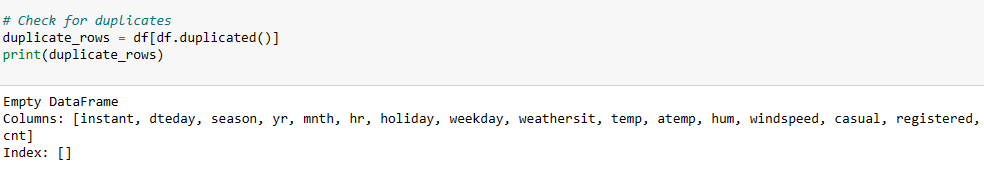 # Check for duplicates
duplicate_rows = df[df.duplicated()]
print(duplicate_rows)
Empty DataFrame
Columns: [instant, dteday, season, yr, mnth, hr, holiday, weekday, weathersit, temp, atemp, hum, windspeed, casual, registered,
cnt]
Index: []